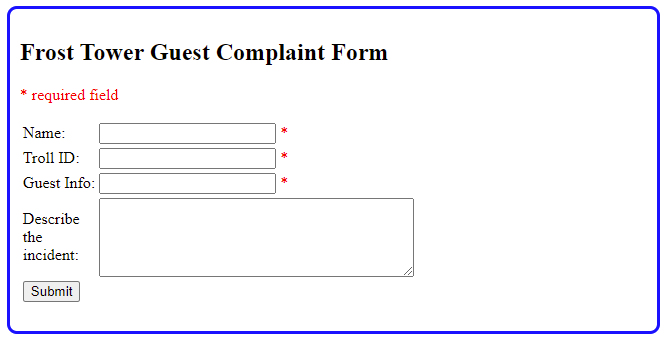 Frost Tower Guest Complaint Form
* required field
Name: *
Troll ID: *
Guest Info: *
Describe
the
incident:
Submit